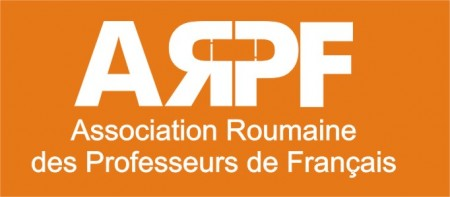 ARPF
Association Roumaine
des Professeurs de Français